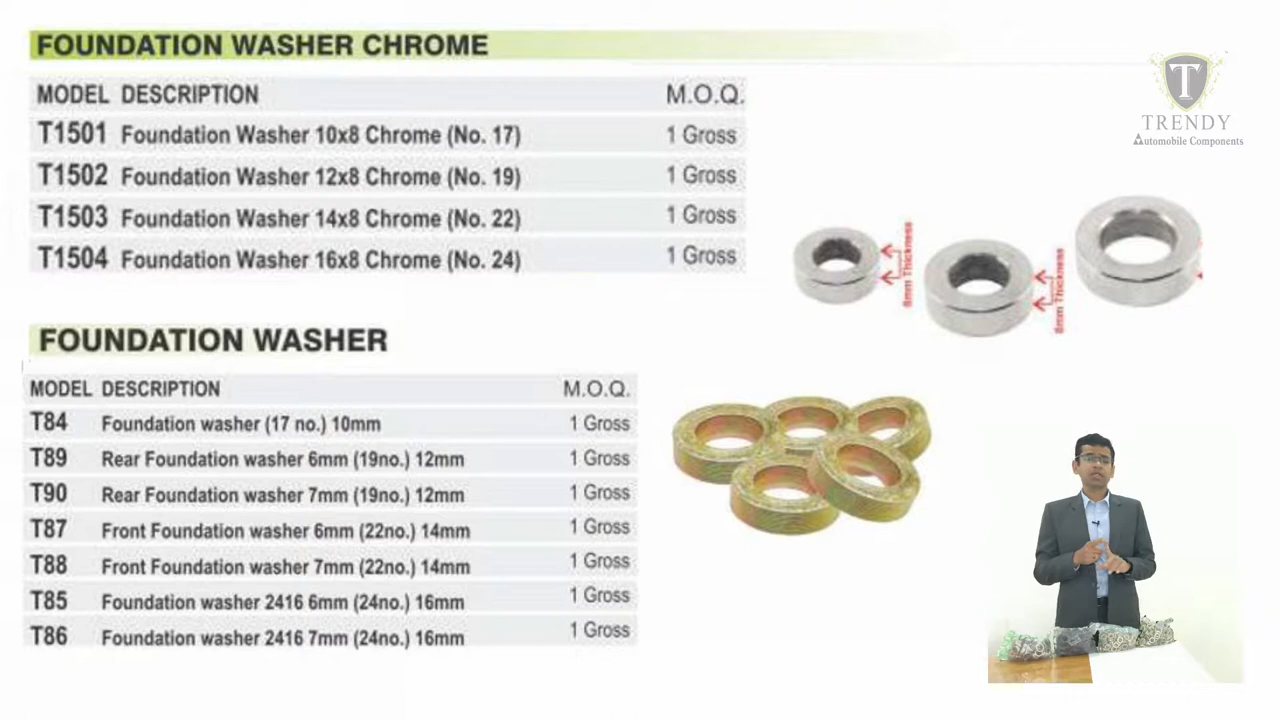 FOUNDATION WASHER CHROME
MODEL DESCRIPTION M.O.Q.
T1501 Foundation Washer 10x8 Chrome (No. 17) 1 Gross
T1502 Foundation Washer 12x8 Chrome (No. 19) 1 Gross
T1503 Foundation Washer 14x8 Chrome (No. 22) 1 Gross
T1504 Foundation Washer 16x8 Chrome (No. 24) 1 Gross
T
TRENDY
Automobile Components
8mm Thickness
8mm Thickness
FOUNDATION WASHER
MODEL DESCRIPTION M.O.Q.
T84 Foundation washer (17 no.) 10mm 1 Gross
T89 Rear Foundation washer 6mm (19no.) 12mm 1 Gross
T90 Rear Foundation washer 7mm (19no.) 12mm 1 Gross
T87 Front Foundation washer 6mm (22no.) 14mm 1 Gross
T88 Front Foundation washer 7mm (22no.) 14mm 1 Gross
T85 Foundation washer 2416 6mm (24no.) 16mm 1 Gross
T86 Foundation washer 2416 7mm (24no.) 16mm 1 Gross